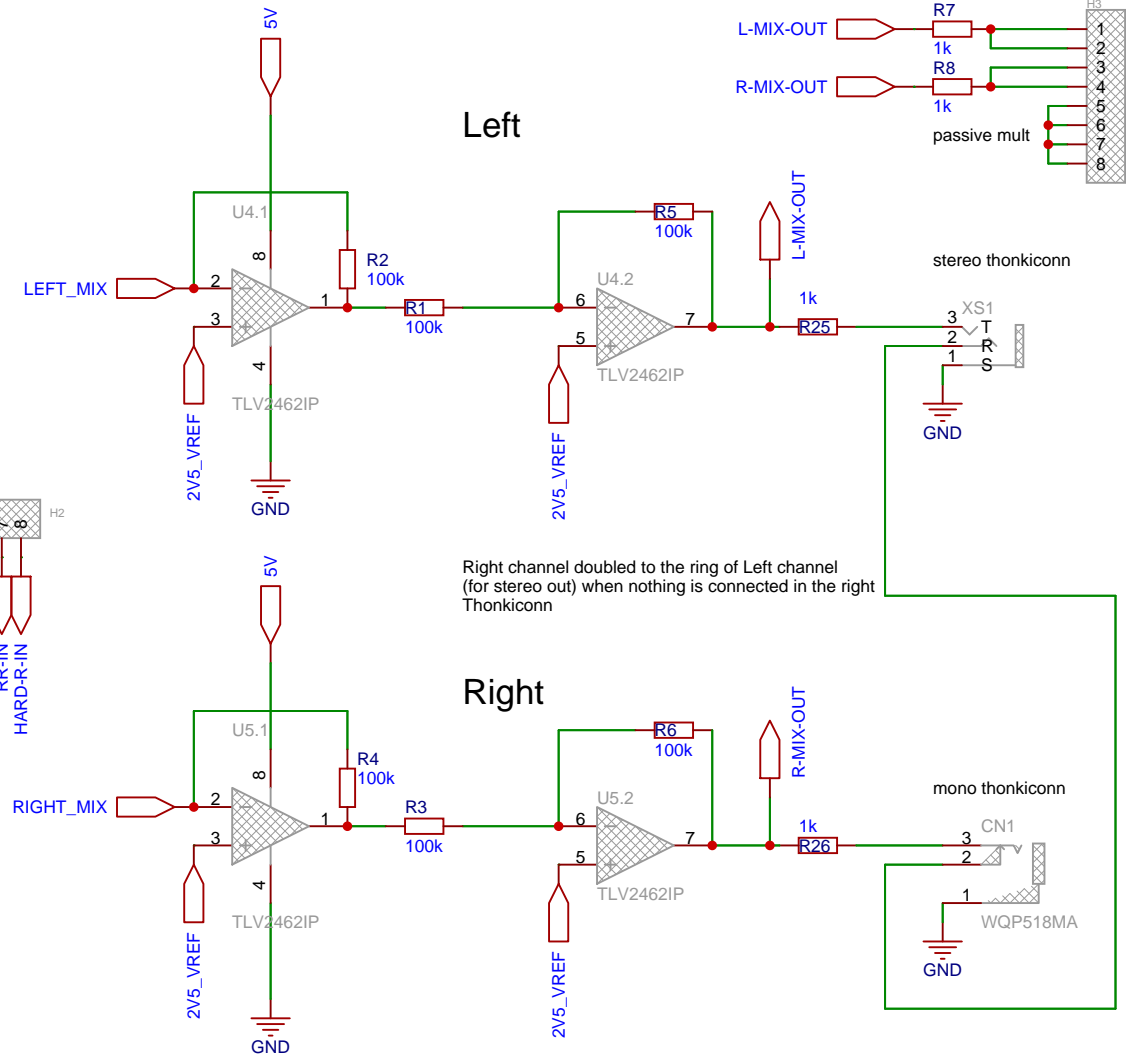 5V
Left
L-MIX-OUT
R7
1k
R-MIX-OUT
R8
1k
passive mult
H3
1
2
3
4
5
6
7
8
U4.1
8
LEFT_MIX
2
3
1
4
R2
100k
R1
100k
TLV2462IP
2V5_VREF
GND
R5
100k
U4.2
6
5
7
TLV2462IP
2V5_VREF
L-MIX-OUT
1k
R25
stereo thonkiconn
XS1
3
T
2
R
1
S
GND
7
8
H2
RR-IN
HARD-R-IN
Right channel doubled to the ring of Left channel
(for stereo out) when nothing is connected in the right
Thonkiconn
5V
Right
U5.1
8
RIGHT_MIX
2
3
1
4
R4
100k
R3
100k
TLV2462IP
2V5_VREF
GND
R6
100k
U5.2
6
5
7
TLV2462IP
2V5_VREF
R-MIX-OUT
1k
R26
mono thonkiconn
CN1
3
2
1
WQP518MA
GND